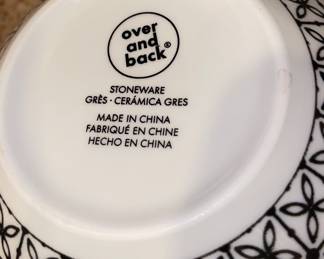 over
and
back®
STONEWARE
GRÈS · CERÁMICA GRES
MADE IN CHINA
FABRIQUÉ EN CHINE
HECHO EN CHINA